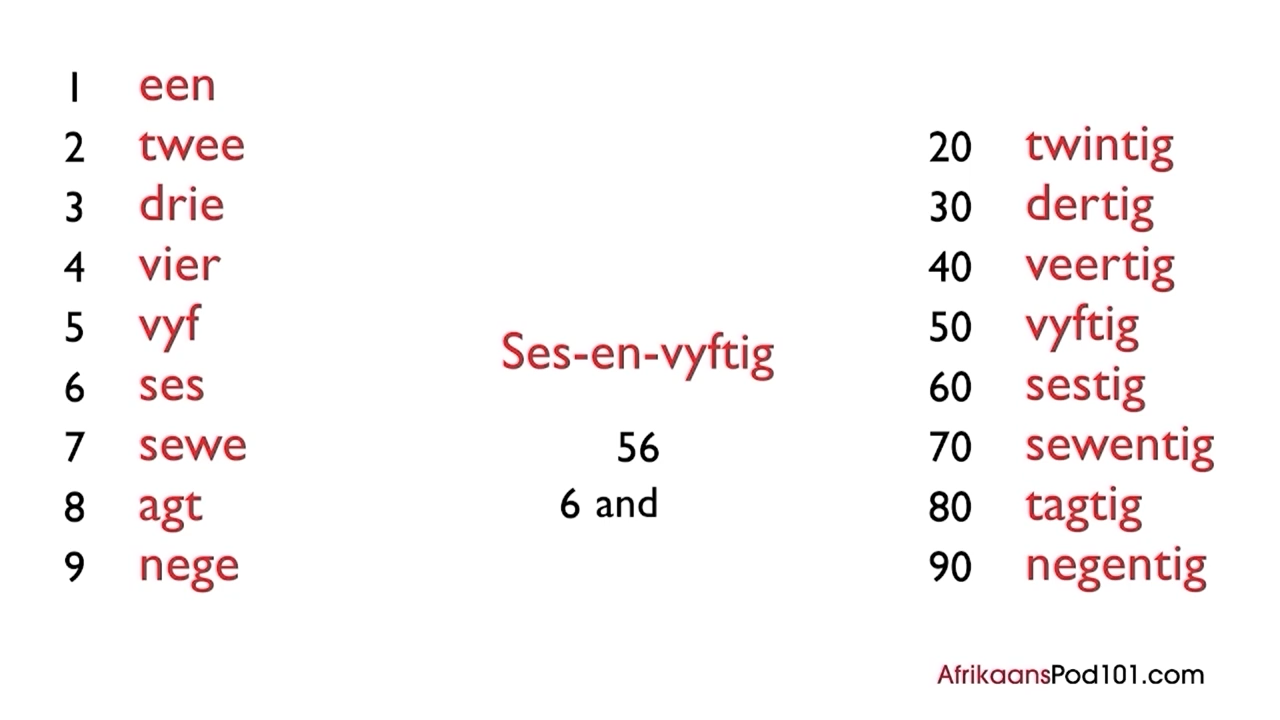 1 een
2 twee
3 drie
4 vier
5 vyf
6 ses
7 sewe
8 agt
9 nege
Ses-en-vyftig
56
6 and
20 twintig
30 dertig
40 veertig
50 vyftig
60 sestig
70 sewentig
80 tagtig
90 negentig
AfrikaansPod101.com